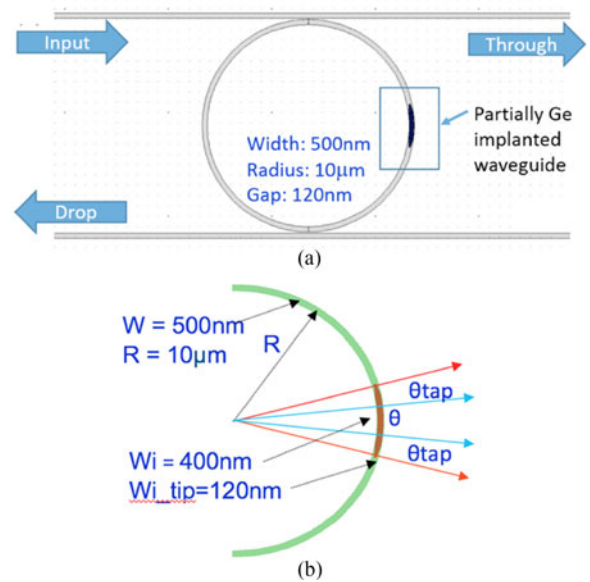 Input
Through
Width: 500nm
Radius: 10μm
Gap: 120nm
Partially Ge
implanted
waveguide
Drop
(a)
W = 500nm
R = 10μm
R
θtap
θ
θtap
Wi = 400nm
Wi_tip=120nm
(b)